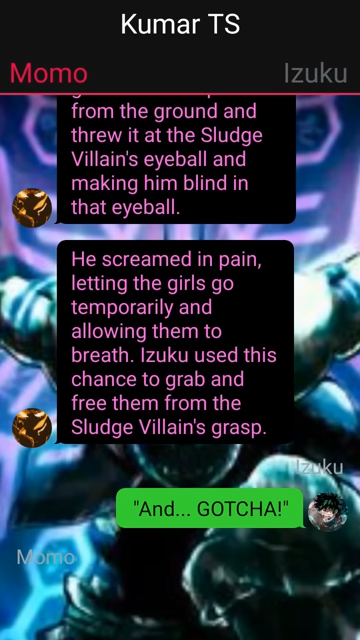 Kumar TS
Momo Izuku
from the ground and
threw it at the Sludge
Villain's eyeball and
making him blind in
that eyeball.
He screamed in pain,
letting the girls go
temporarily and
allowing them to
breath. Izuku used this
chance to grab and
free them from the
Sludge Villain's grasp.
Izuku
"And... GOTCHA!"
Momo